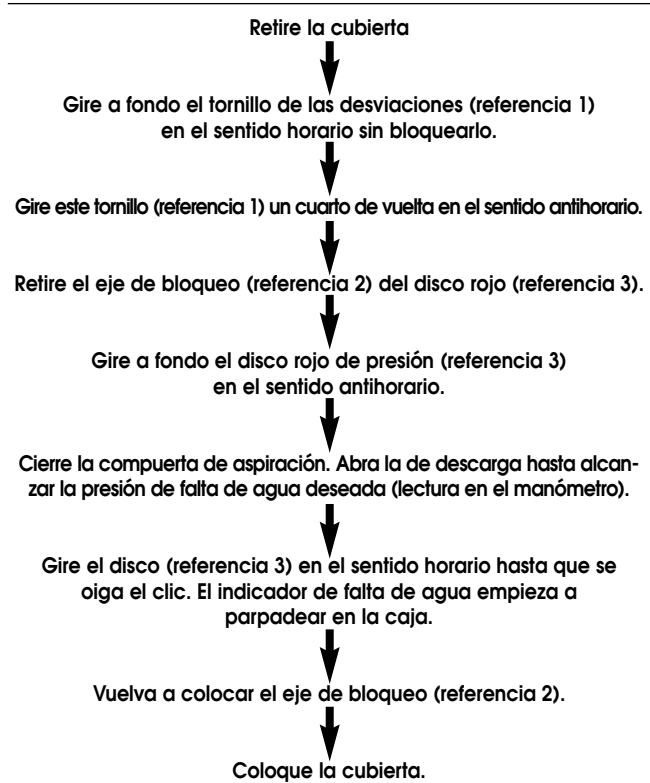 Retire la cubierta
Gire a fondo el tornillo de las desviaciones (referencia 1)
en el sentido horario sin bloquearlo.
Gire este tornillo (referencia 1) un cuarto de vuelta en el sentido antihorario.
Retire el eje de bloqueo (referencia 2) del disco rojo (referencia 3).
Gire a fondo el disco rojo de presión (referencia 3)
en el sentido antihorario.
Cierre la compuerta de aspiración. Abra la de descarga hasta alcan-
zar la presión de falta de agua deseada (lectura en el manómetro).
Gire el disco (referencia 3) en el sentido horario hasta que se
oiga el clic. El indicador de falta de agua empieza a
parpadear en la caja.
Vuelva a colocar el eje de bloqueo (referencia 2).
Coloque la cubierta.